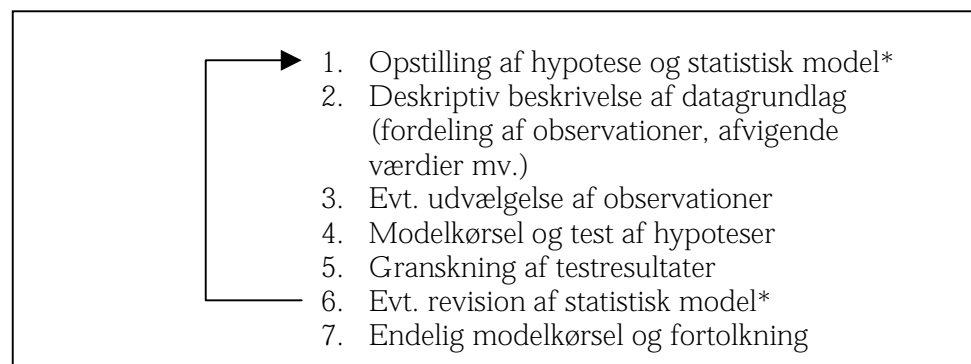 1. Opstilling af hypotese og statistisk model*
2. Deskriptiv beskrivelse af datagrundlag
(fordeling af observationer, afvigende
værdier mv.)
3. Evt. udvælgelse af observationer
4. Modelkørsel og test af hypoteser
5. Granskning af testresultater
6. Evt. revision af statistisk model*
7. Endelig modelkørsel og fortolkning